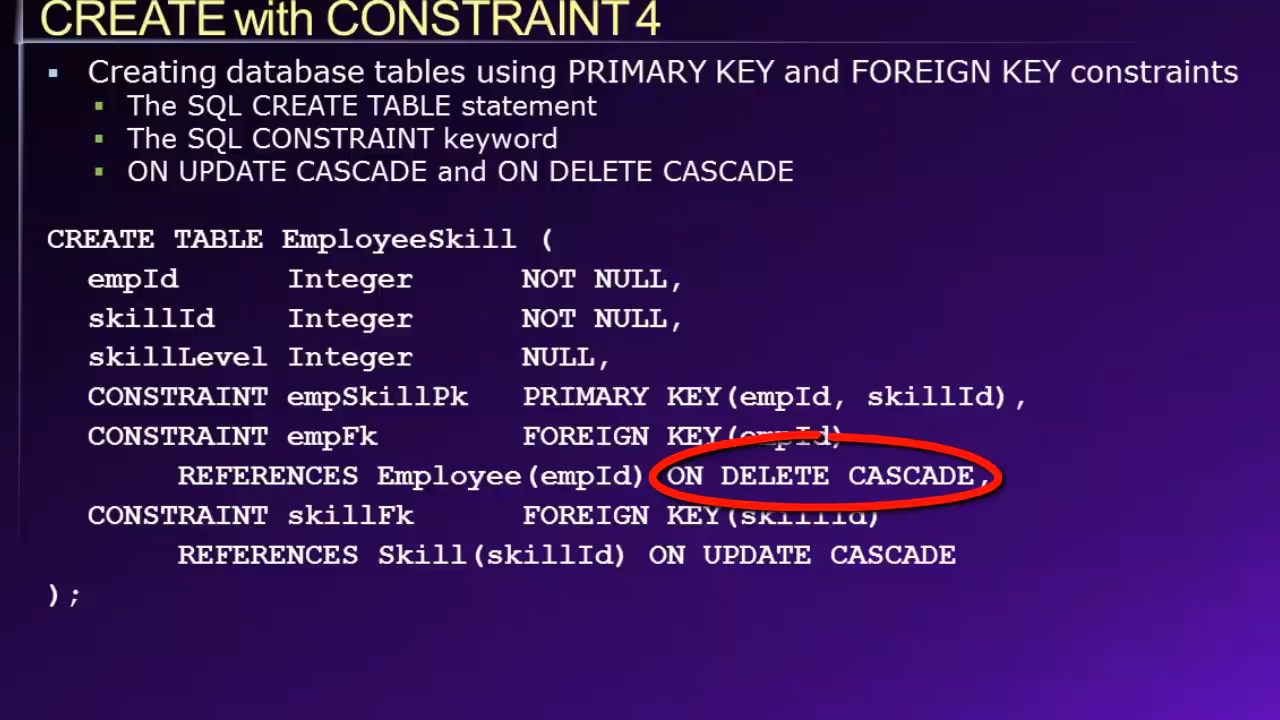 CREATE with CONSTRAINT 4
Creating database tables using PRIMARY KEY and FOREIGN KEY constraints
The SQL CREATE TABLE statement
The SQL CONSTRAINT keyword
ON UPDATE CASCADE and ON DELETE CASCADE
CREATE TABLE EmployeeSkill (
empId Integer NOT NULL,
skillId Integer NOT NULL,
skillLevel Integer NULL,
CONSTRAINT empSkillPk PRIMARY KEY(empId, skillId),
CONSTRAINT empFk FOREIGN KEY(empId)
REFERENCES Employee(empId) ON DELETE CASCADE,
CONSTRAINT skillFk FOREIGN KEY(skillId)
REFERENCES Skill(skillId) ON UPDATE CASCADE
);